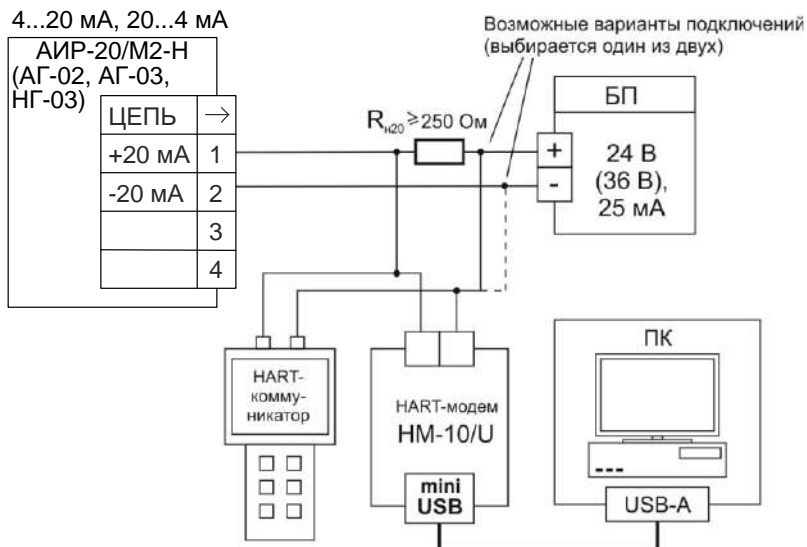 4...20 мА, 20...4 мА
АИР-20/М2-Н
(АГ-02, АГ-03,
НГ-03)
ЦЕПЬ →
+20 мА 1
-20 мА 2
3
4
Rн20 ≥ 250 Ом
Возможные варианты подключений
(выбирается один из двух)
БП
+
-
24 В
(36 В),
25 мА
HART-
комму-
никатор
HART-модем
HM-10/U
mini
USB
ПК
USB-A